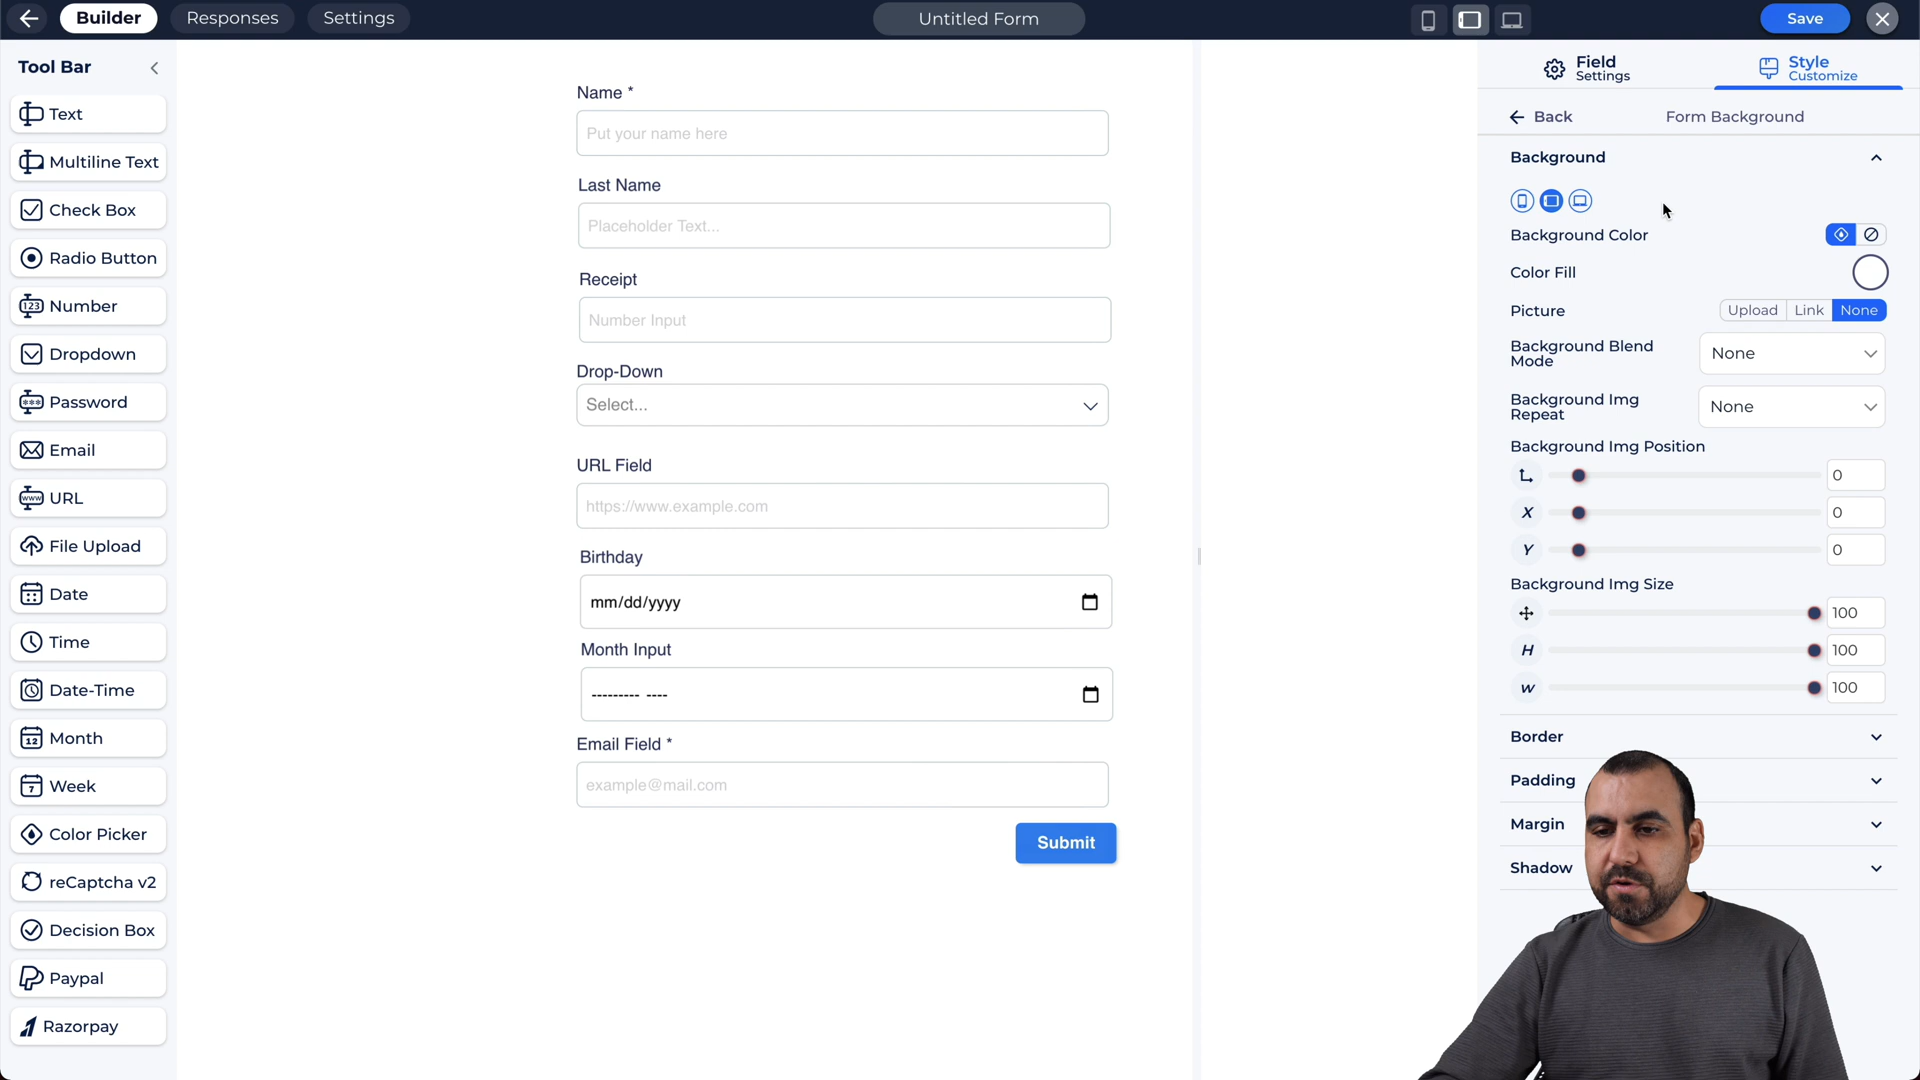 Builder
Responses
Settings
Untitled Form
Save
Tool Bar
Text
Multiline Text
Check Box
Radio Button
Number
Dropdown
Password
Email
URL
File Upload
Date
Time
Date-Time
Month
Week
Color Picker
reCaptcha v2
Decision Box
Paypal
Razorpay
Name *
Put your name here
Last Name
Placeholder Text...
Receipt
Number Input
Drop-Down
Select...
URL Field
https://www.example.com
Birthday
mm/dd/yyyy
Month Input
--------- ----
Email Field *
example@mail.com
Submit
Field
Settings
Style
Customize
Back
Form Background
Background
Background Color
Color Fill
Picture
Upload
Link
None
Background Blend
Mode
None
Background Img
Repeat
None
Background Img Position
0
X
0
Y
0
Background Img Size
100
H
100
W
100
Border
Padding
Margin
Shadow